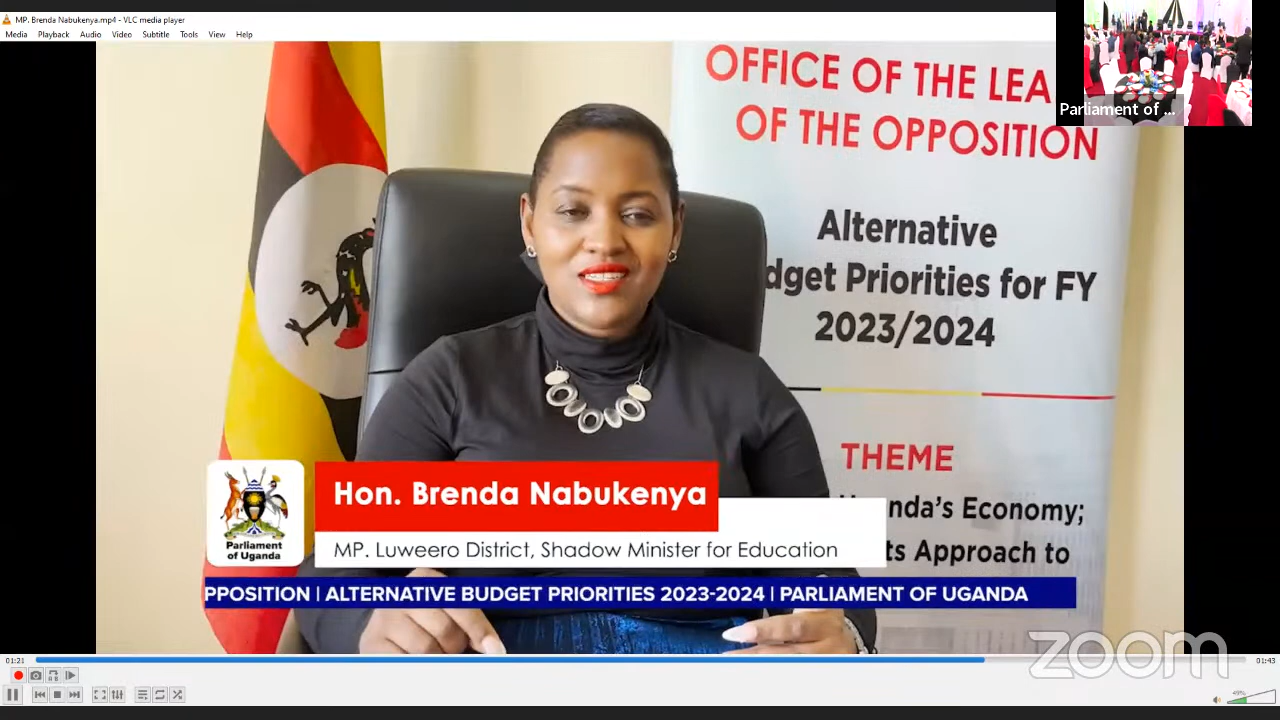 MP. Brenda Nabukenya.mp4 - VLC media player
Media Playback Audio Video Subtitle Tools View Help
Parliament of ...
OFFICE OF THE LEA
OF THE OPPOSITION
Alternative
dget Priorities for FY
2023/2024
THEME
nda's Economy;
ts Approach to
Parliament
of Uganda
Hon. Brenda Nabukenya
MP. Luweero District, Shadow Minister for Education
PPOSITION | ALTERNATIVE BUDGET PRIORITIES 2023-2024 | PARLIAMENT OF UGANDA
zoom
01:21
01:43
49%